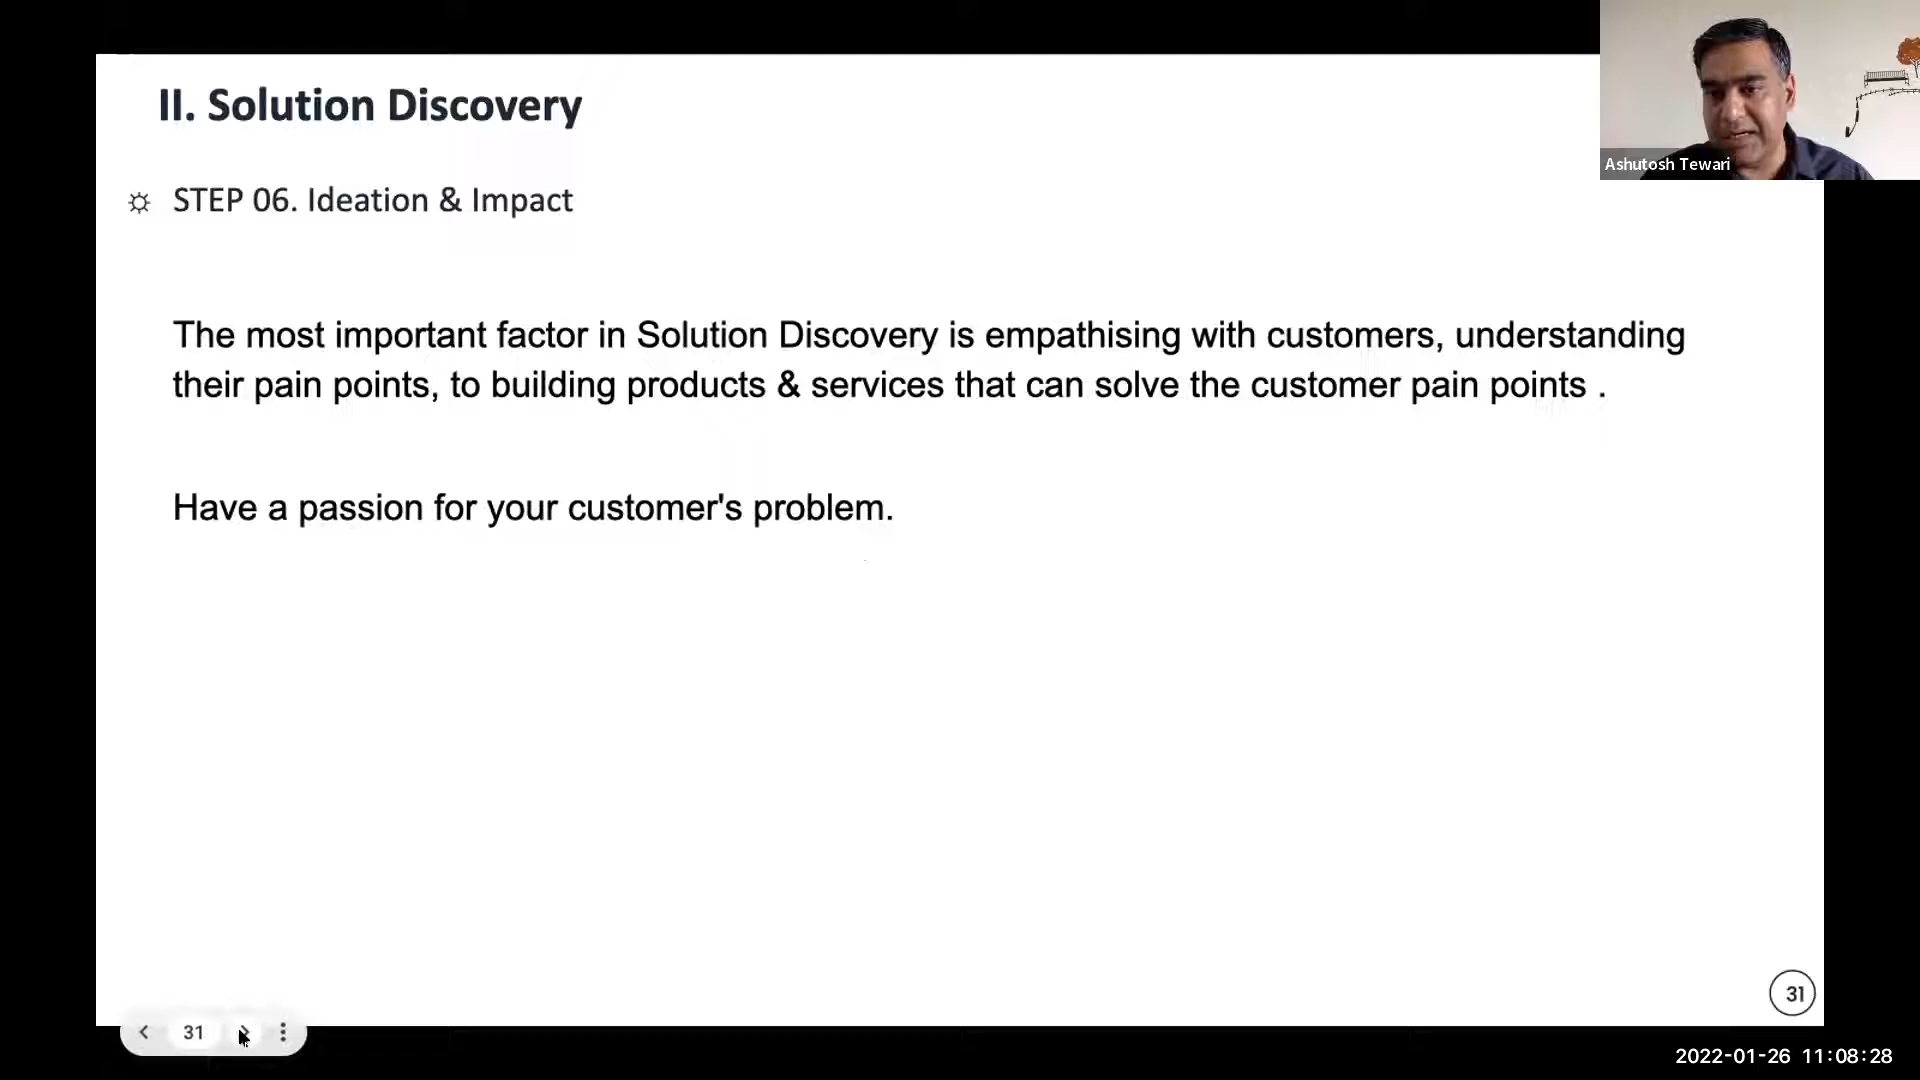 II. Solution Discovery
Ashutosh Tewari
STEP 06. Ideation & Impact
The most important factor in Solution Discovery is empathising with customers, understanding
their pain points, to building products & services that can solve the customer pain points .
Have a passion for your customer's problem.
31
31
2022-01-26 11:08:28